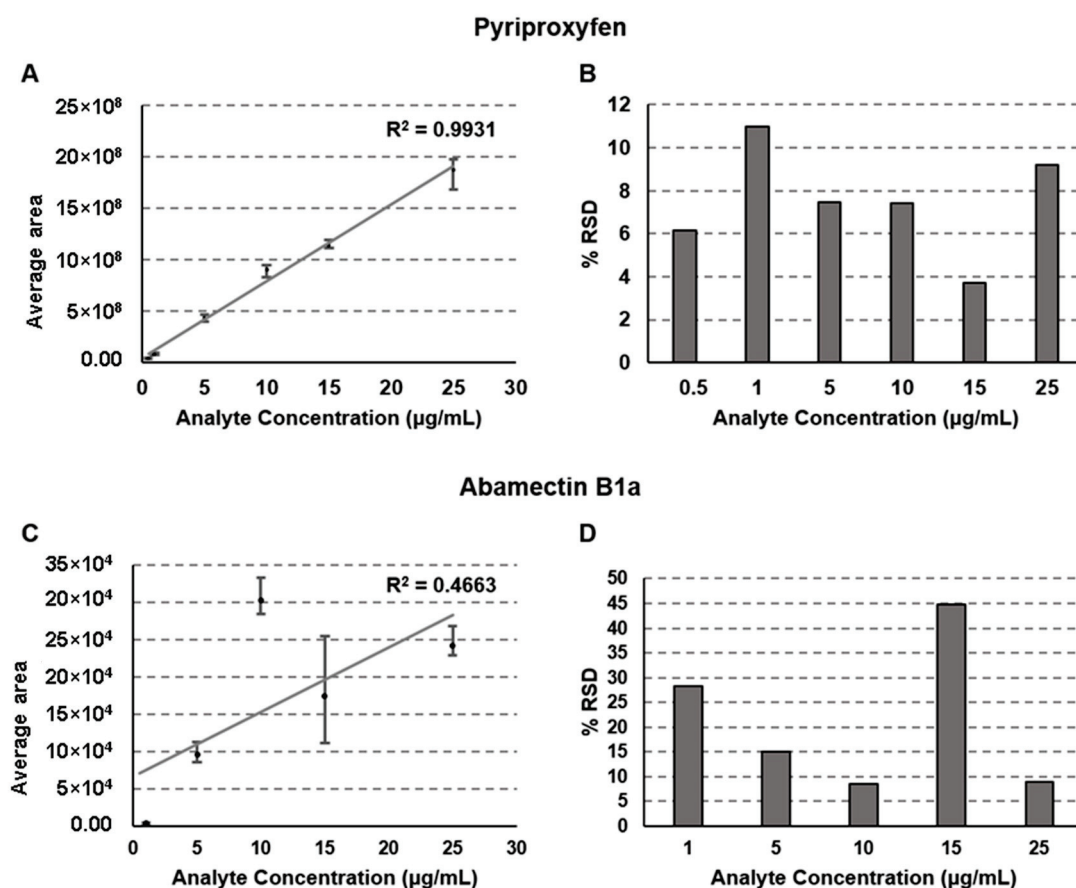 Pyriproxyfen
A
Average area
25×10⁸
20×10⁸
15×10⁸
10×10⁸
5×10⁸
0.00
R² = 0.9931
0 5 10 15 20 25 30
Analyte Concentration (µg/mL)
B
% RSD
12
10
8
6
4
2
0
0.5 1 5 10 15 25
Analyte Concentration (µg/mL)
Abamectin B1a
C
Average area
35×10⁴
20×10⁴
25×10⁴
20×10⁴
15×10⁴
10×10⁴
5×10⁴
0.00
R² = 0.4663
0 5 10 15 20 25 30
Analyte Concentration (µg/mL)
D
% RSD
50
45
40
35
30
25
20
15
10
5
0
1 5 10 15 25
Analyte Concentration (µg/mL)